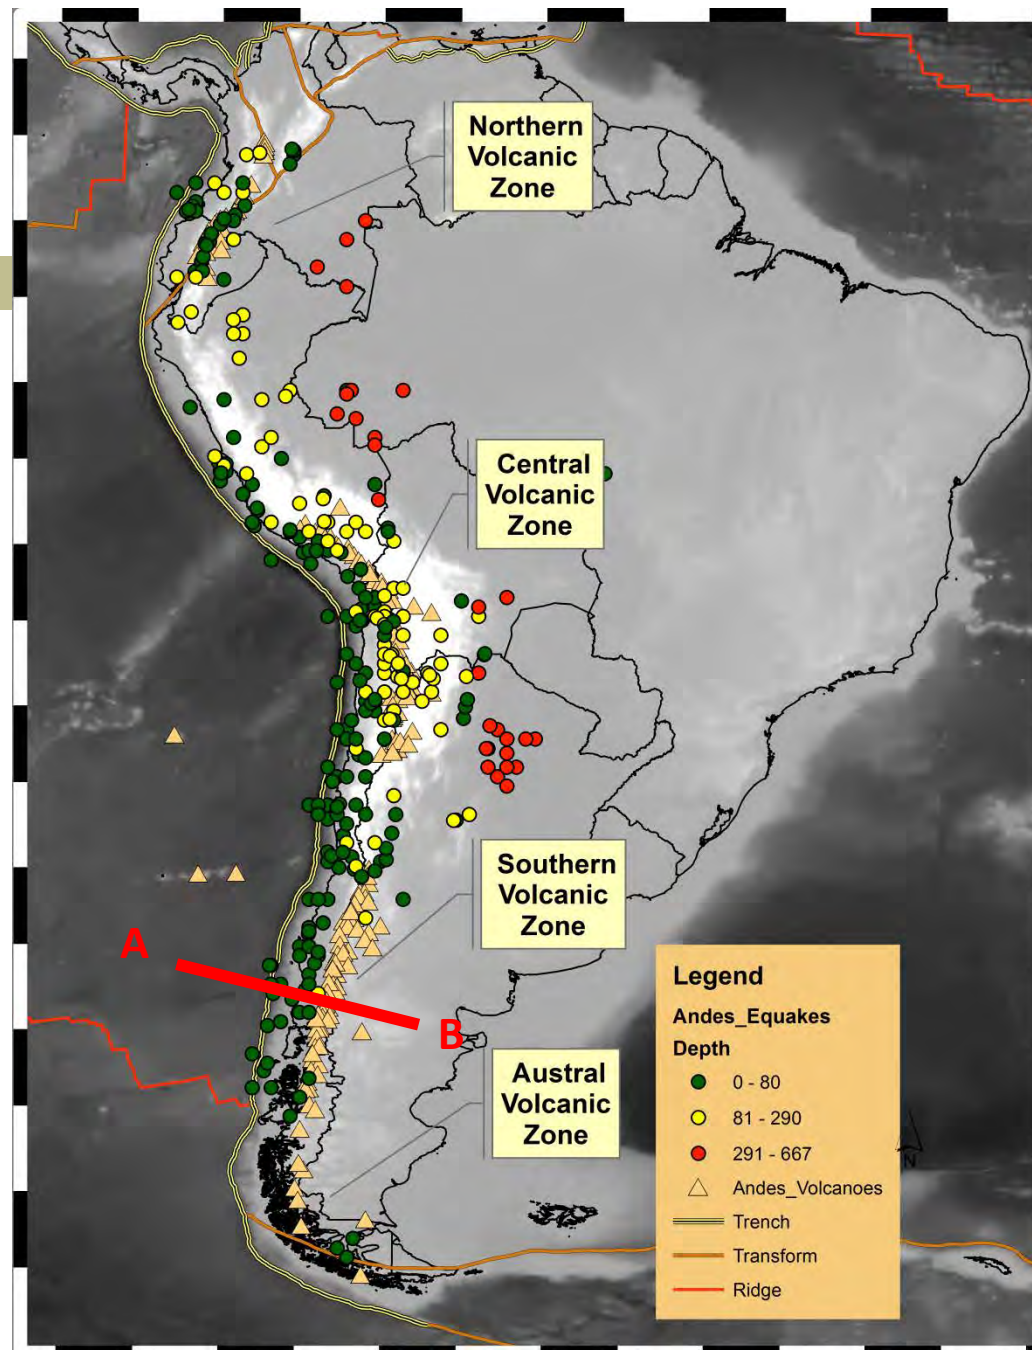 Northern
Volcanic
Zone
Central
Volcanic
Zone
Southern
Volcanic
Zone
A
B
Austral
Volcanic
Zone
Legend
Andes_Equakes
Depth
0 - 80
81 - 290
291 - 667
Andes_Volcanoes
Trench
Transform
Ridge
N